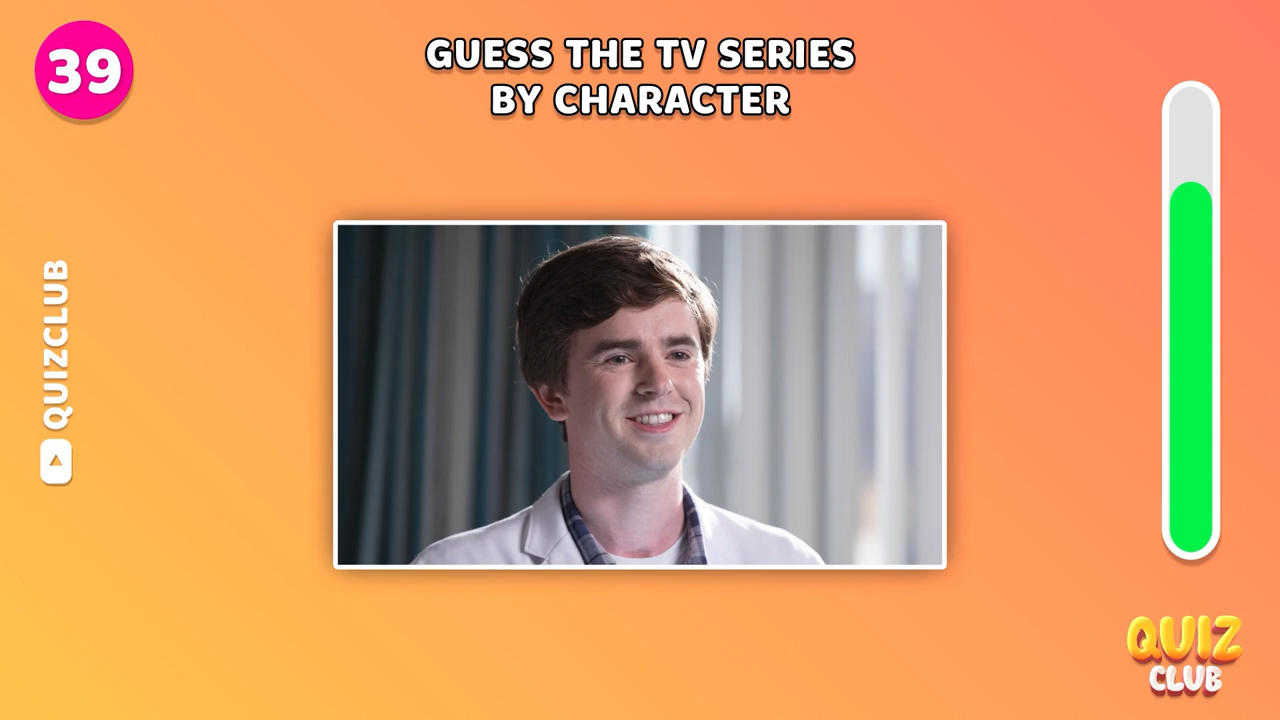 39
GUESS THE TV SERIES
BY CHARACTER
QUIZCLUB
QUIZ
CLUB